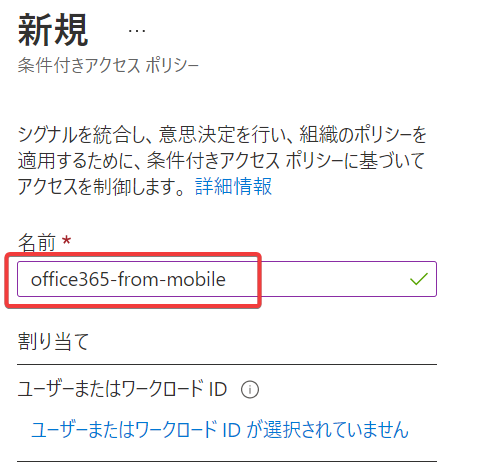 新規 …
条件付きアクセス ポリシー
シグナルを統合し、意思決定を行い、組織のポリシーを
適用するために、条件付きアクセス ポリシーに基づいて
アクセスを制御します。 詳細情報
名前 *
office365-from-mobile
割り当て
ユーザーまたはワークロード ID
ユーザーまたはワークロード ID が選択されていません